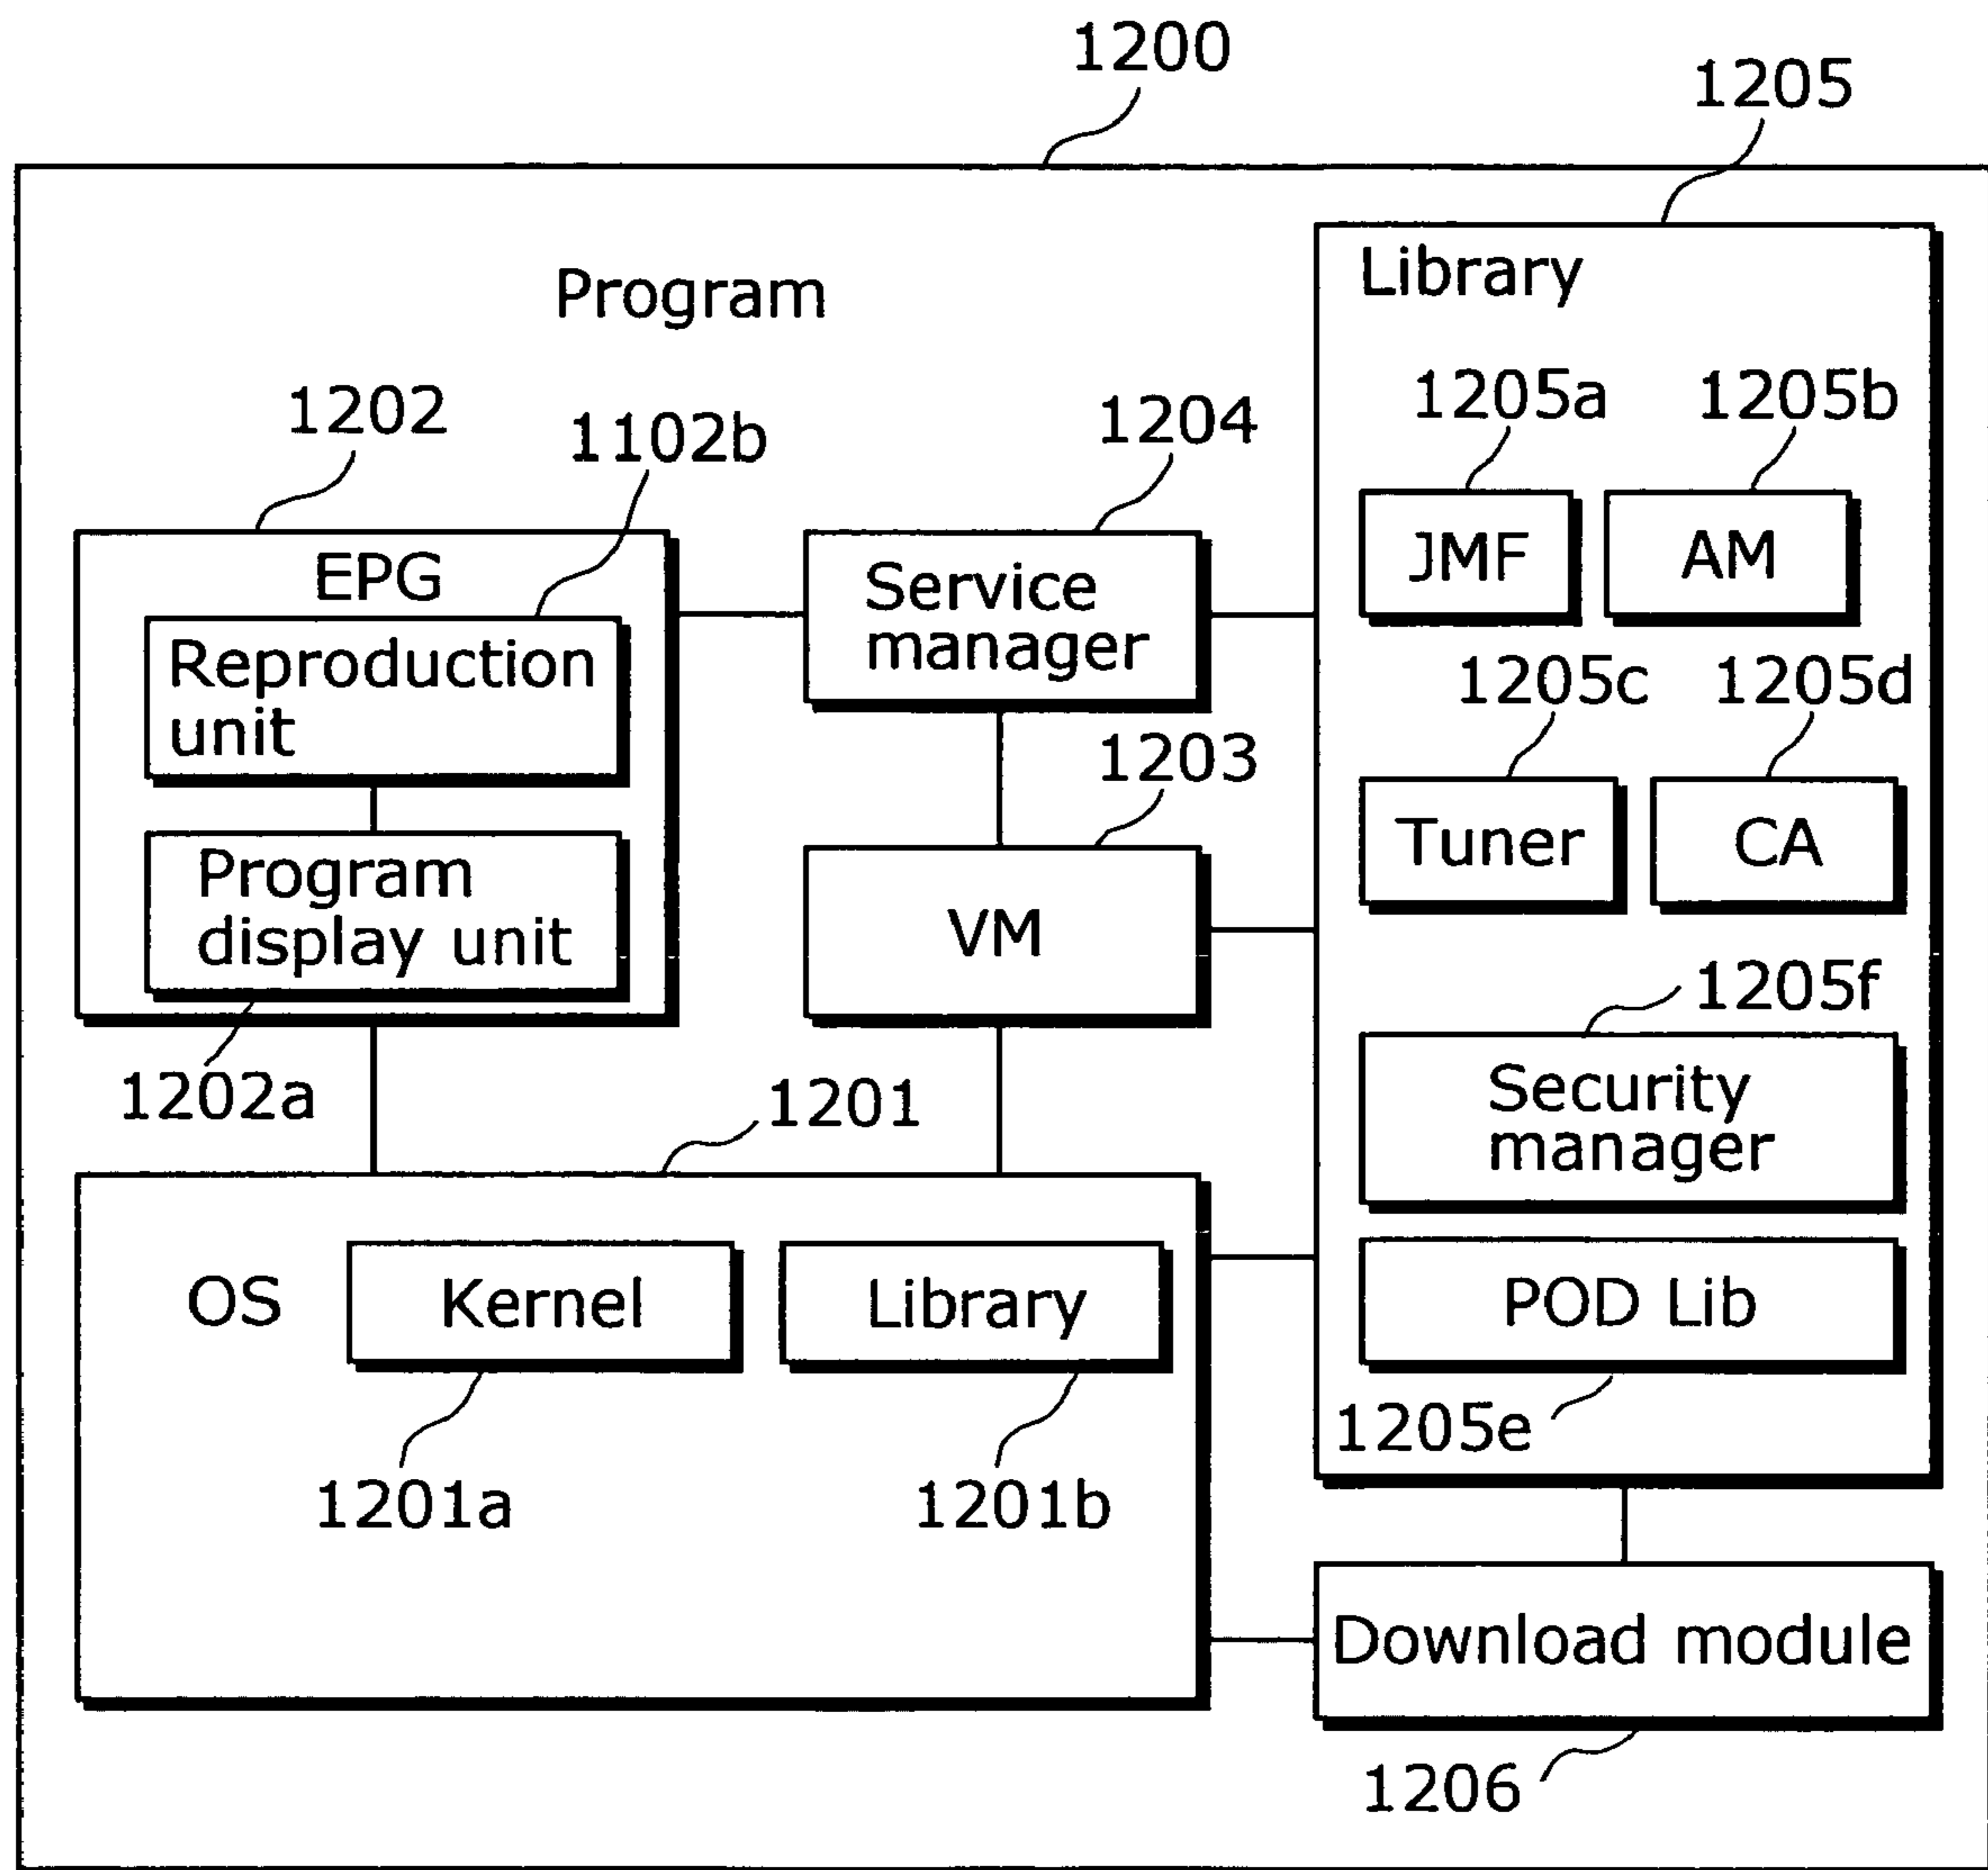 1200
1205
Program
Library
1202
1102b
1204
1205a
1205b
EPG
Reproduction
unit
Service
manager
JMF
AM
1205c
1205d
1203
Program
display unit
VM
Tuner
CA
1205f
1202a
1201
Security
manager
OS
Kernel
Library
POD Lib
1205e
1201a
1201b
Download module
1206